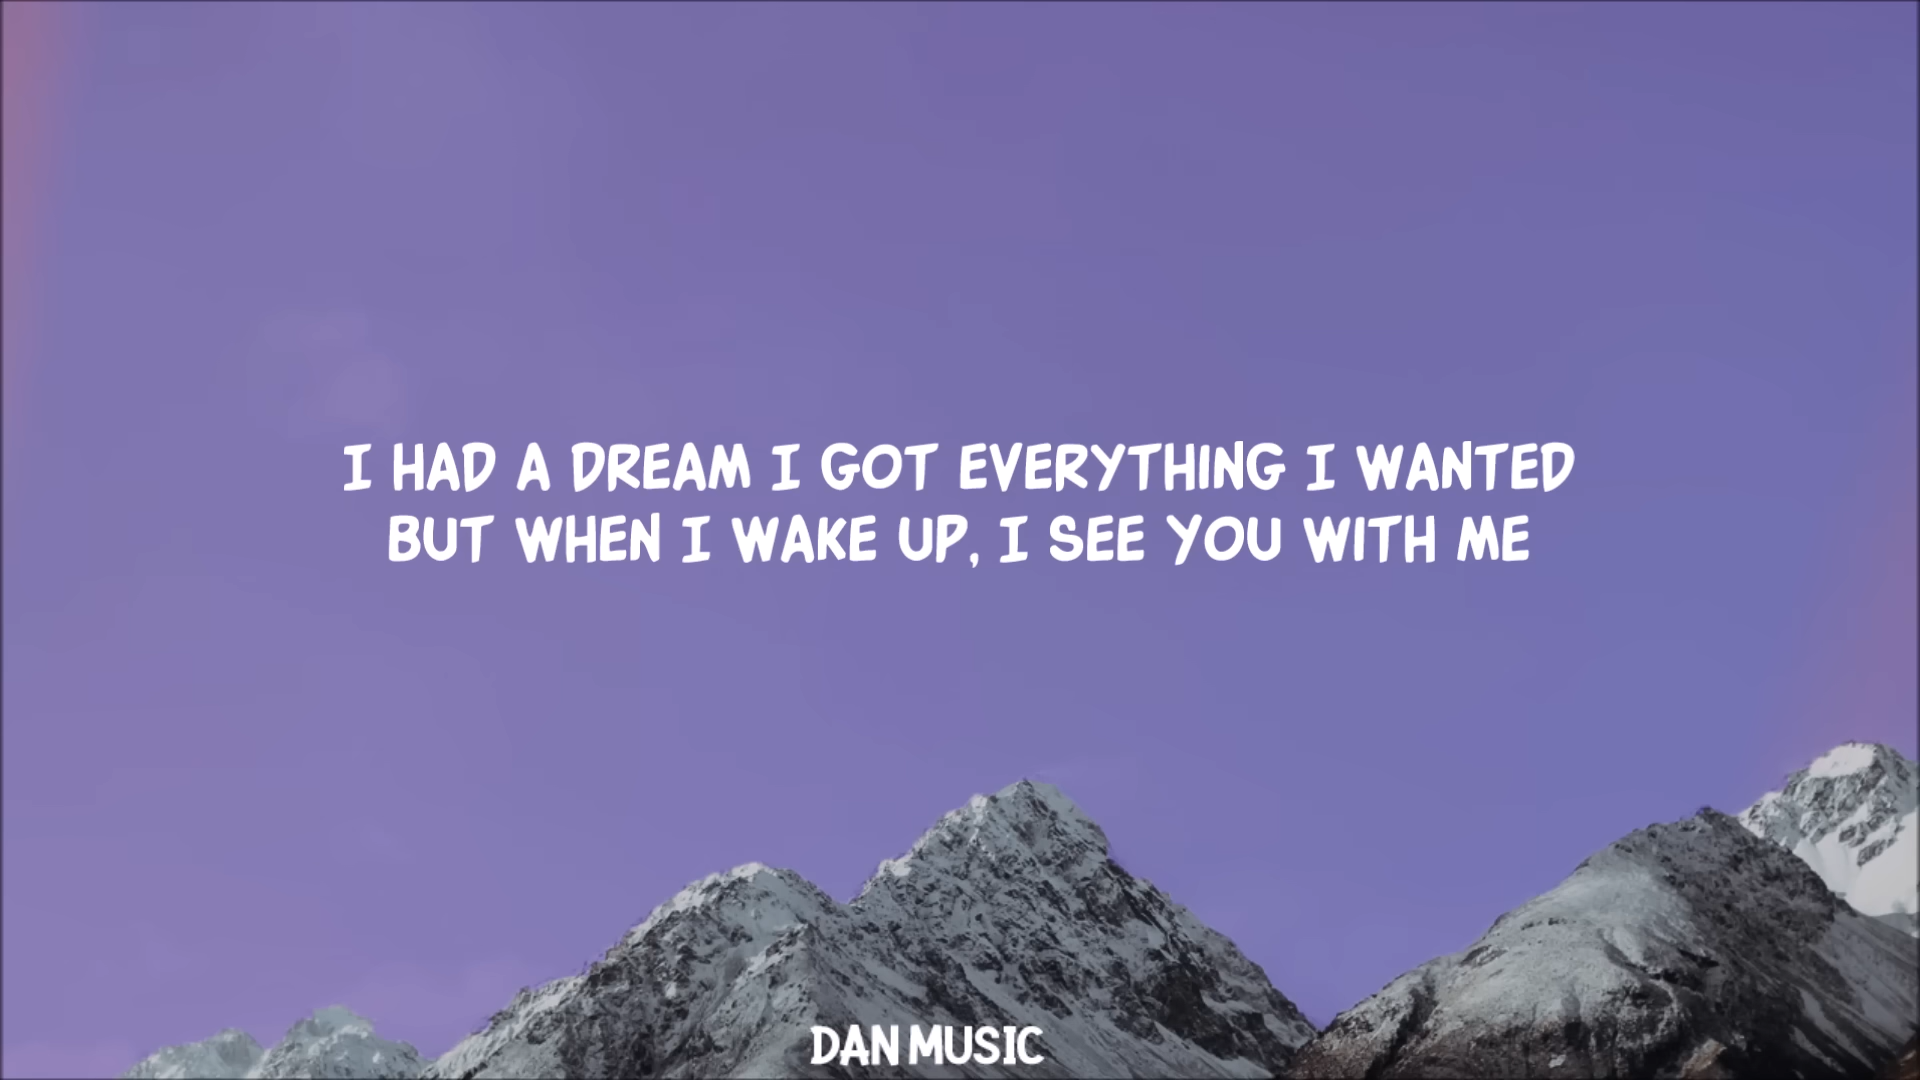 I HAD A DREAM I GOT EVERYTHING I WANTED
BUT WHEN I WAKE UP, I SEE YOU WITH ME
DAN MUSIC